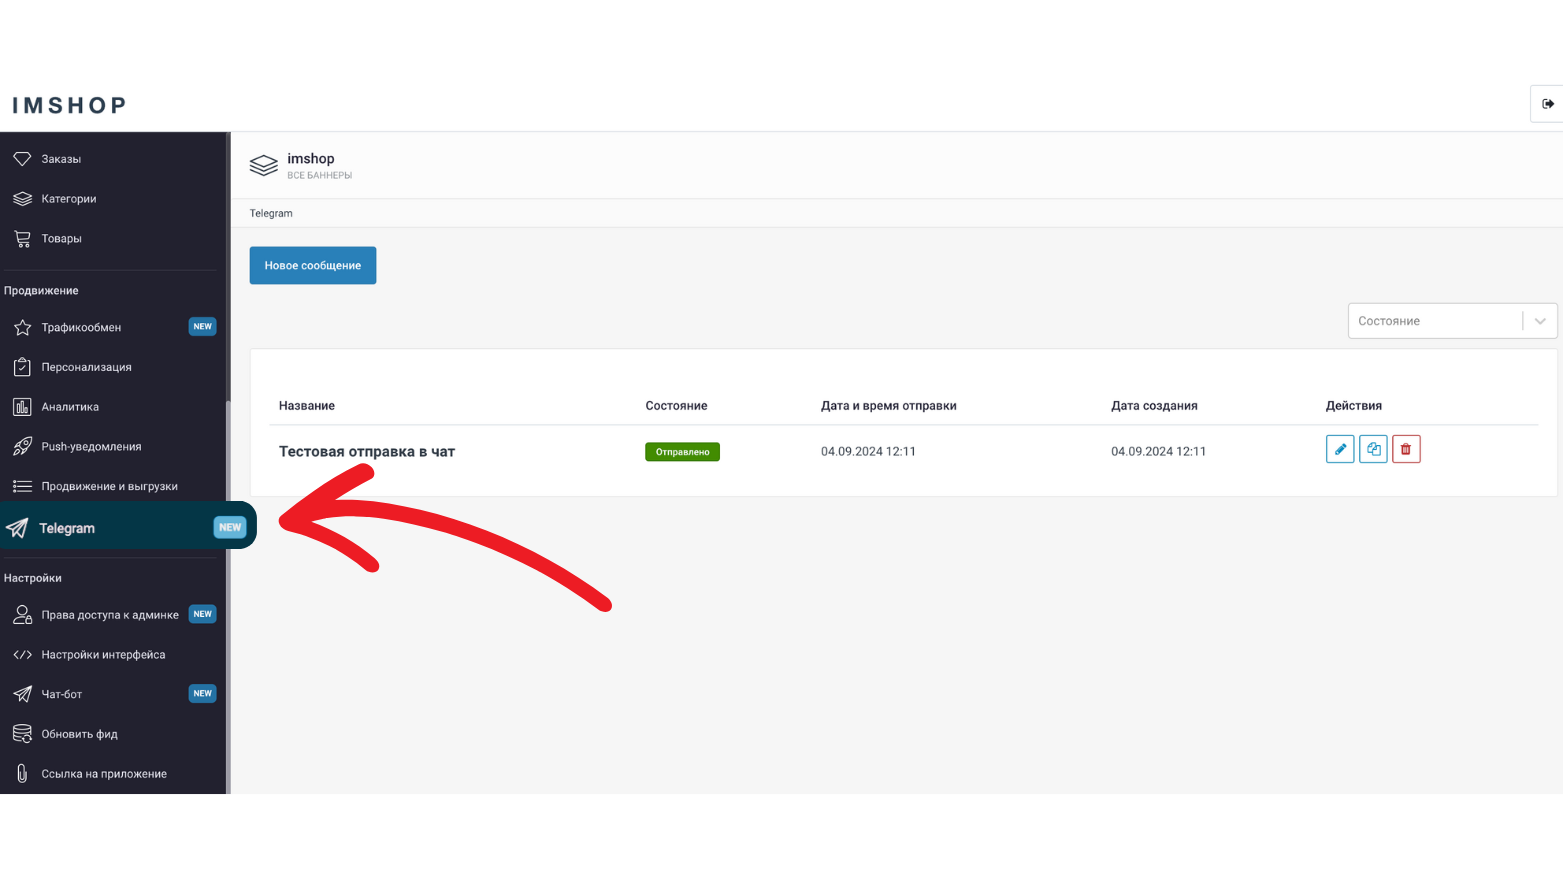 IMSHOP
Заказы
Категории
Товары
Продвижение
Трафикообмен NEW
Персонализация
Аналитика
Push-уведомления
Продвижение и выгрузки
Telegram NEW
Настройки
Права доступа к админке NEW
Настройки интерфейса
Чат-бот NEW
Обновить фид
Ссылка на приложение
imshop
ВСЕ БАННЕРЫ
Telegram
Новое сообщение
Состояние
Название Состояние Дата и время отправки Дата создания Действия
Тестовая отправка в чат Отправлено 04.09.2024 12:11 04.09.2024 12:11